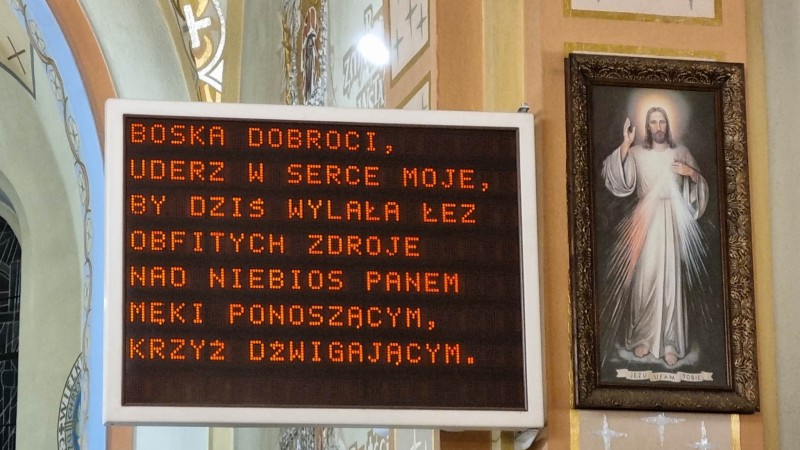 BOSKA DOBROCI,
UDERZ W SERCE MOJE,
BY DZIŚ WYLAŁA ŁEZ
OBFITYCH ZDROJE
NAD NIEBIOS PANEM
MĘKI PONOSZĄCYM,
KRZYŻ DŹWIGAJĄCYM.
JEZU UFAM TOBIE